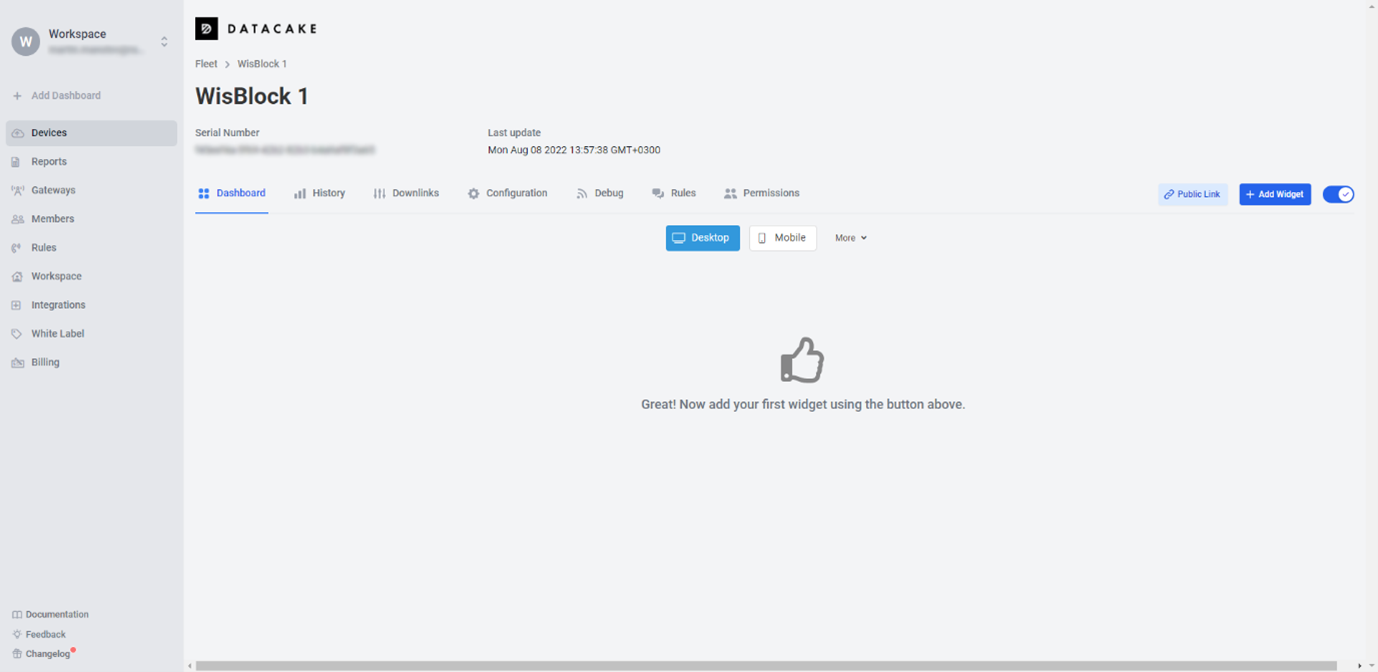 W
Workspace
Add Dashboard
Devices
Reports
Gateways
Members
Rules
Workspace
Integrations
White Label
Billing
Documentation
Feedback
Changelog
DATACAKE
Fleet > WisBlock 1
WisBlock 1
Serial Number
Last update
Mon Aug 08 2022 13:57:38 GMT+0300
Dashboard
History
Downlinks
Configuration
Debug
Rules
Permissions
Public Link
+ Add Widget
Desktop
Mobile
More
Great! Now add your first widget using the button above.